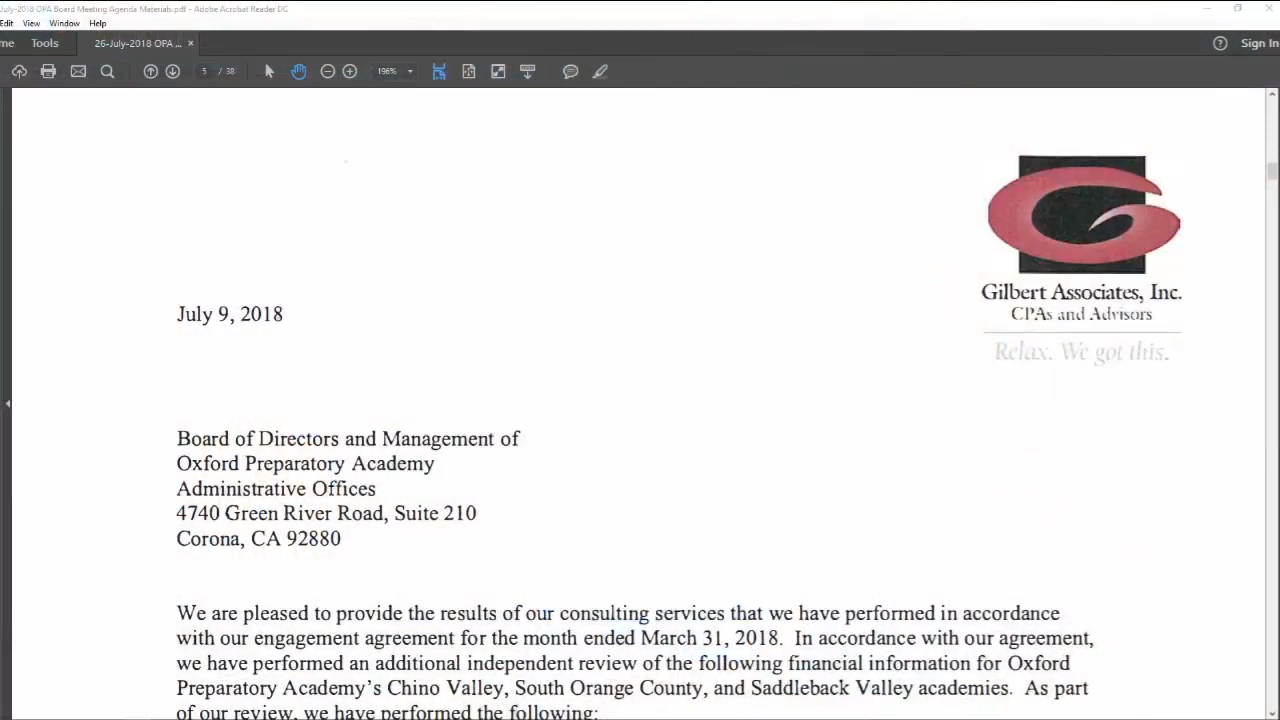 July-2018 OPA Board Meeting Agenda Materials.pdf - Adobe Acrobat Reader DC
Edit View Window Help
me Tools 26-July-2018 OPA ... × Sign In
5 / 38 196%
Gilbert Associates, Inc.
CPAs and Advisors
Relax. We got this.
July 9, 2018
Board of Directors and Management of
Oxford Preparatory Academy
Administrative Offices
4740 Green River Road, Suite 210
Corona, CA 92880
We are pleased to provide the results of our consulting services that we have performed in accordance
with our engagement agreement for the month ended March 31, 2018. In accordance with our agreement,
we have performed an additional independent review of the following financial information for Oxford
Preparatory Academy’s Chino Valley, South Orange County, and Saddleback Valley academies. As part
of our review, we have performed the following: